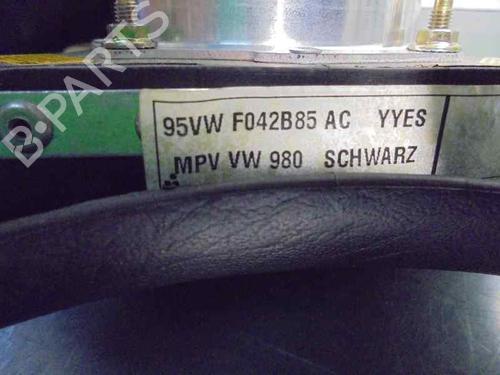 B-PARTS
95VW F042B85 AC YYES
MPV VW 980 SCHWARZ